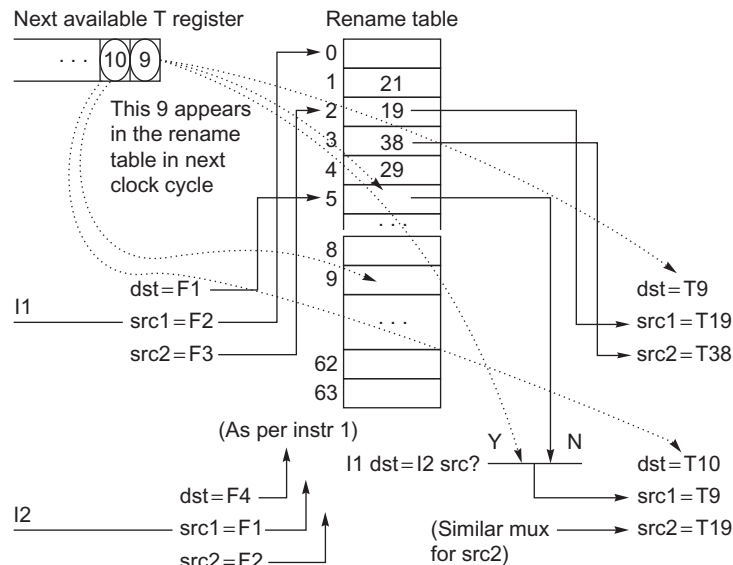 Next available T register
Rename table
· · · 10 9
This 9 appears
in the rename
table in next
clock cycle
0
1 21
2 19
3 38
4 29
5
· · ·
8
9
· · ·
62
63
I1
dst=F1
src1=F2
src2=F3
dst=T9
src1=T19
src2=T38
(As per instr 1)
I1 dst=I2 src?
Y N
I2
dst=F4
src1=F1
src2=F2
dst=T10
src1=T9
src2=T19
(Similar mux
for src2)